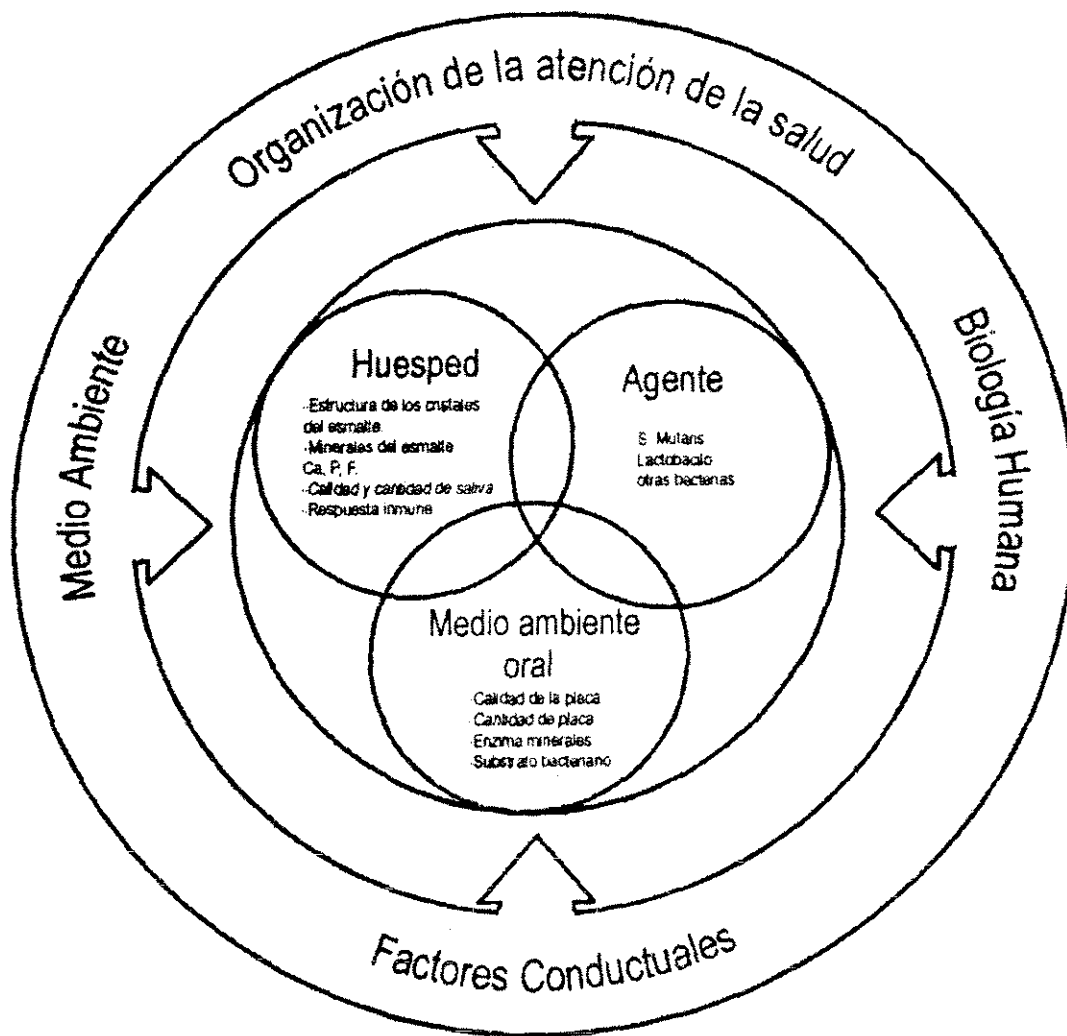 Organización de la atención de la salud
Medio Ambiente
Biología Humana
Huesped
-Estructura de los cristales
del esmalte
-Minerales del esmalte
Ca, P, F.
-Calidad y cantidad de saliva
-Respuesta inmune
Agente
S. Mutans
Lactobacilo
otras bacterias
Medio ambiente
oral
-Calidad de la placa
-Cantidad de placa
-Enzima minerales
-Substrato bacteriano
Factores Conductuales